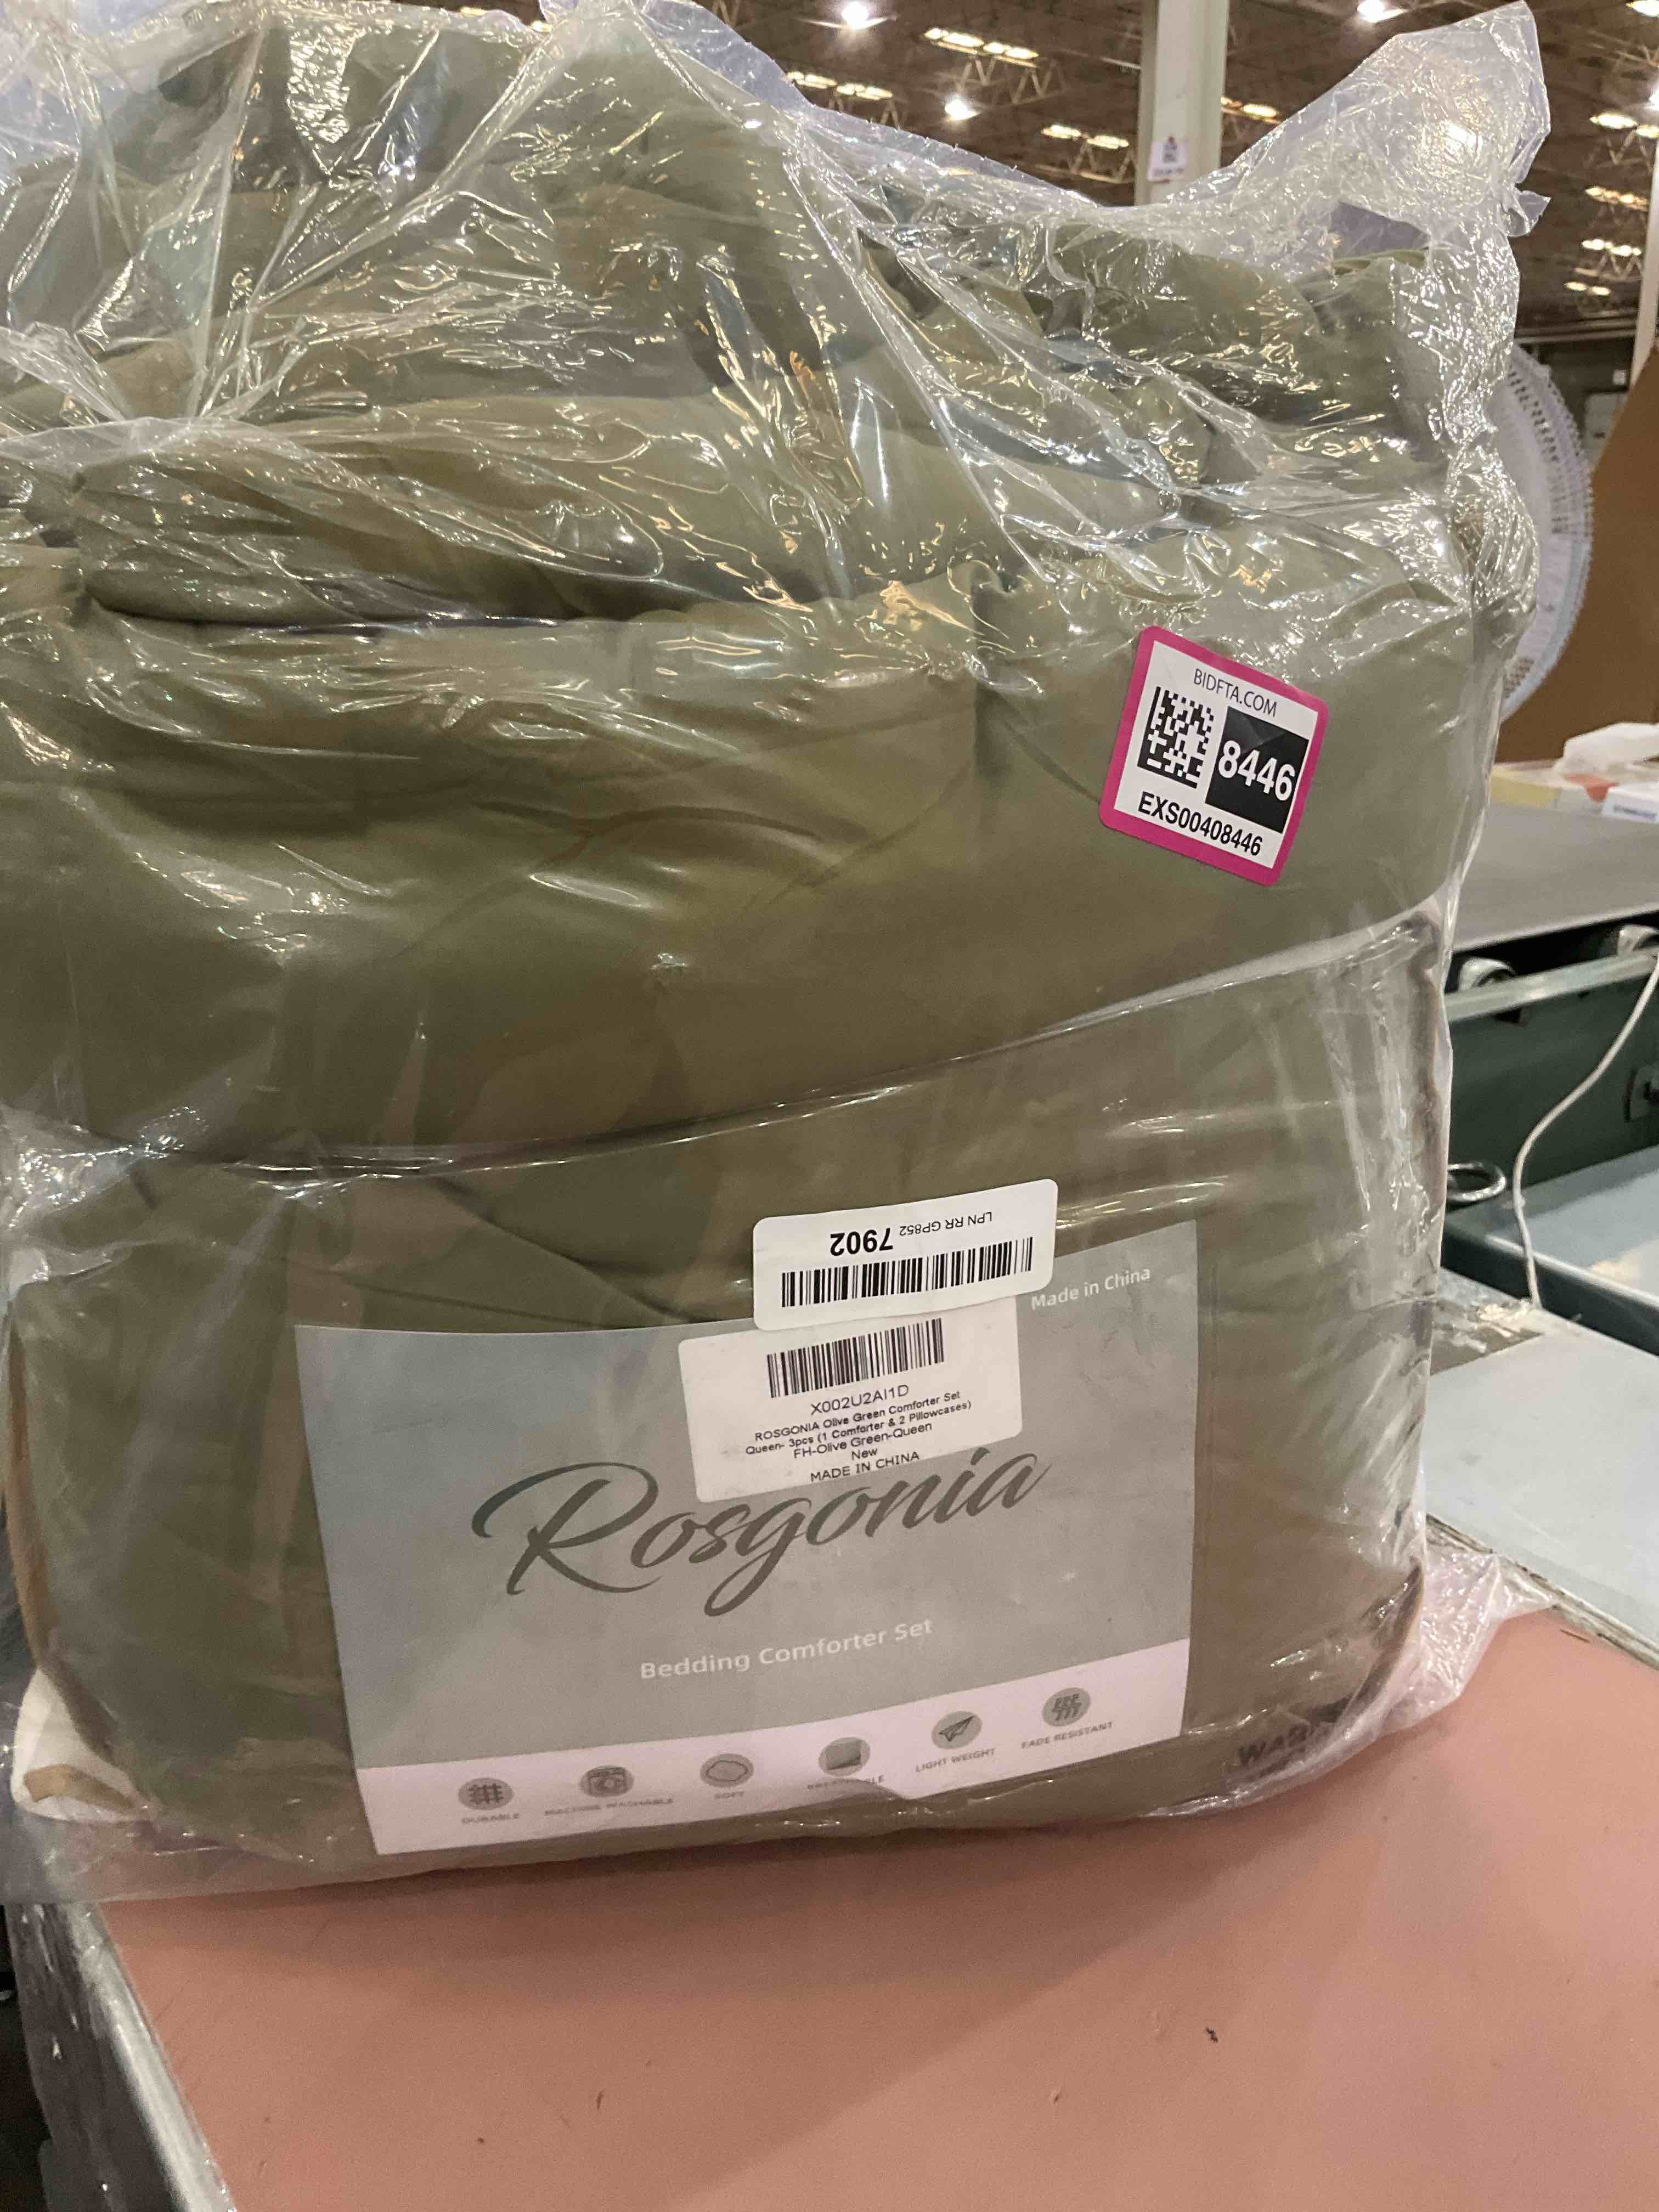 BIDFTA.COM
8446
EXS00408446
LPN RR GP852 7902
Made in China
X002U2AI1D
ROSGONIA Olive Green Comforter Set
Queen- 3pcs (1 Comforter & 2 Pillowcases)
FH-Olive Green-Queen
New
MADE IN CHINA
Rosgonia
Bedding Comforter Set
DURABLE
MACHINE WASHABLE
SOFT
LIGHT WEIGHT
FADE RESISTANT